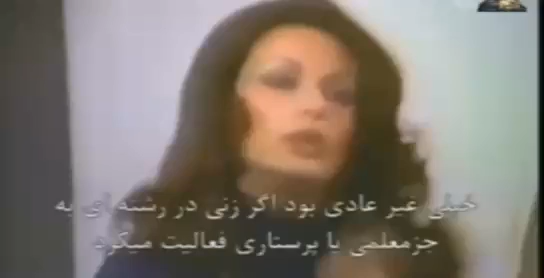 خیلی غیر عادی بود اگر زنی در رشته ای به
جزمعلمی یا پرستاری فعالیت میکرد